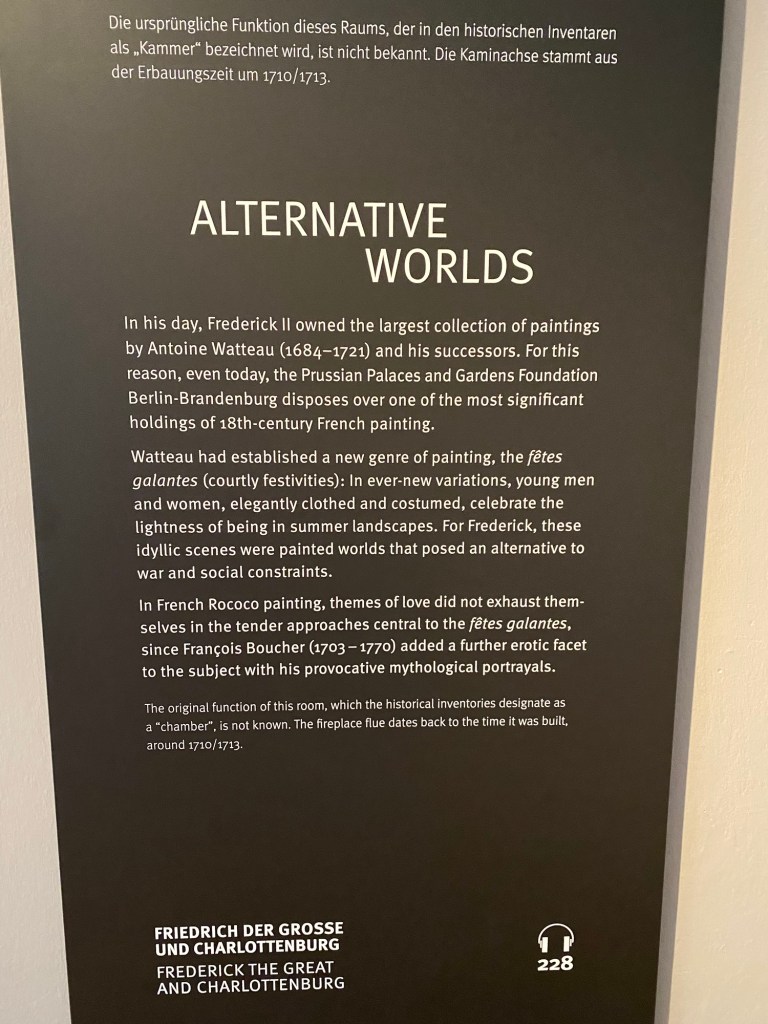 Die ursprüngliche Funktion dieses Raums, der in den historischen Inventaren
als „Kammer“ bezeichnet wird, ist nicht bekannt. Die Kaminachse stammt aus
der Erbauungszeit um 1710/1713.
ALTERNATIVE
WORLDS
In his day, Frederick II owned the largest collection of paintings
by Antoine Watteau (1684–1721) and his successors. For this
reason, even today, the Prussian Palaces and Gardens Foundation
Berlin-Brandenburg disposes over one of the most significant
holdings of 18th-century French painting.
Watteau had established a new genre of painting, the fêtes
galantes (courtly festivities): In ever-new variations, young men
and women, elegantly clothed and costumed, celebrate the
lightness of being in summer landscapes. For Frederick, these
idyllic scenes were painted worlds that posed an alternative to
war and social constraints.
In French Rococo painting, themes of love did not exhaust them-
selves in the tender approaches central to the fêtes galantes,
since François Boucher (1703–1770) added a further erotic facet
to the subject with his provocative mythological portrayals.
The original function of this room, which the historical inventories designate as
a “chamber”, is not known. The fireplace flue dates back to the time it was built,
around 1710/1713.
FRIEDRICH DER GROSSE
UND CHARLOTTENBURG
FREDERICK THE GREAT
AND CHARLOTTENBURG
228